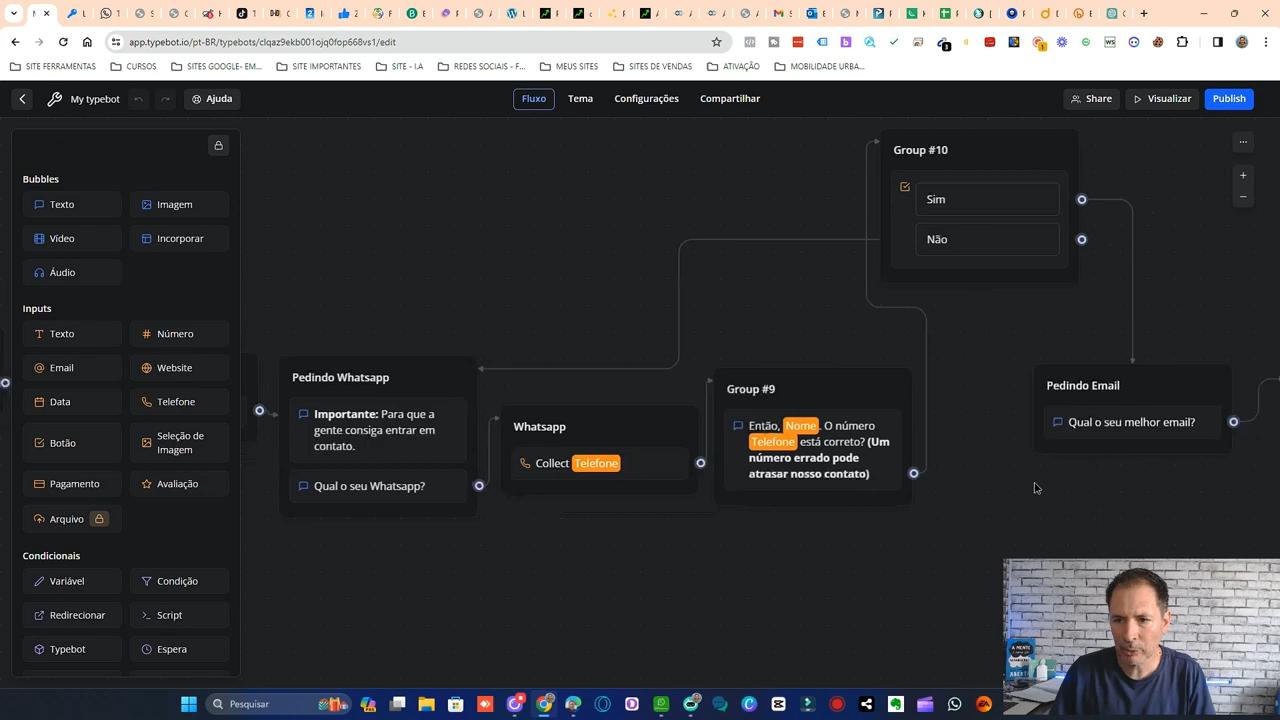 app.typebot.io/pt-BR/typebots/clqaz9ekb001ojq0fop668vs1/edit
SITE FERRAMENTAS
CURSOS
SITES GOOGLE- EM...
SITE IMPORTANTES
SITE - I.A
REDES SOCIAIS - F...
MEUS SITES
SITES DE VENDAS
ATIVAÇÃO
MOBILIDADE URBA...
My typebot
Ajuda
Fluxo
Tema
Configurações
Compartilhar
Share
Visualizar
Publish
Bubbles
Texto
Imagem
Vídeo
Incorporar
Áudio
Inputs
Texto
Número
Email
Website
Data
Telefone
Botão
Seleção de
Imagem
Pagamento
Avaliação
Arquivo
Condicionais
Variável
Condição
Redirecionar
Script
Typebot
Espera
Pedindo Whatsapp
Importante: Para que a
gente consiga entrar em
contato.
Qual o seu Whatsapp?
Whatsapp
Collect Telefone
Group #9
Então, Nome. O número
Telefone está correto? (Um
número errado pode
atrasar nosso contato)
Group #10
Sim
Não
Pedindo Email
Qual o seu melhor email?
A MENTE
Pesquisar